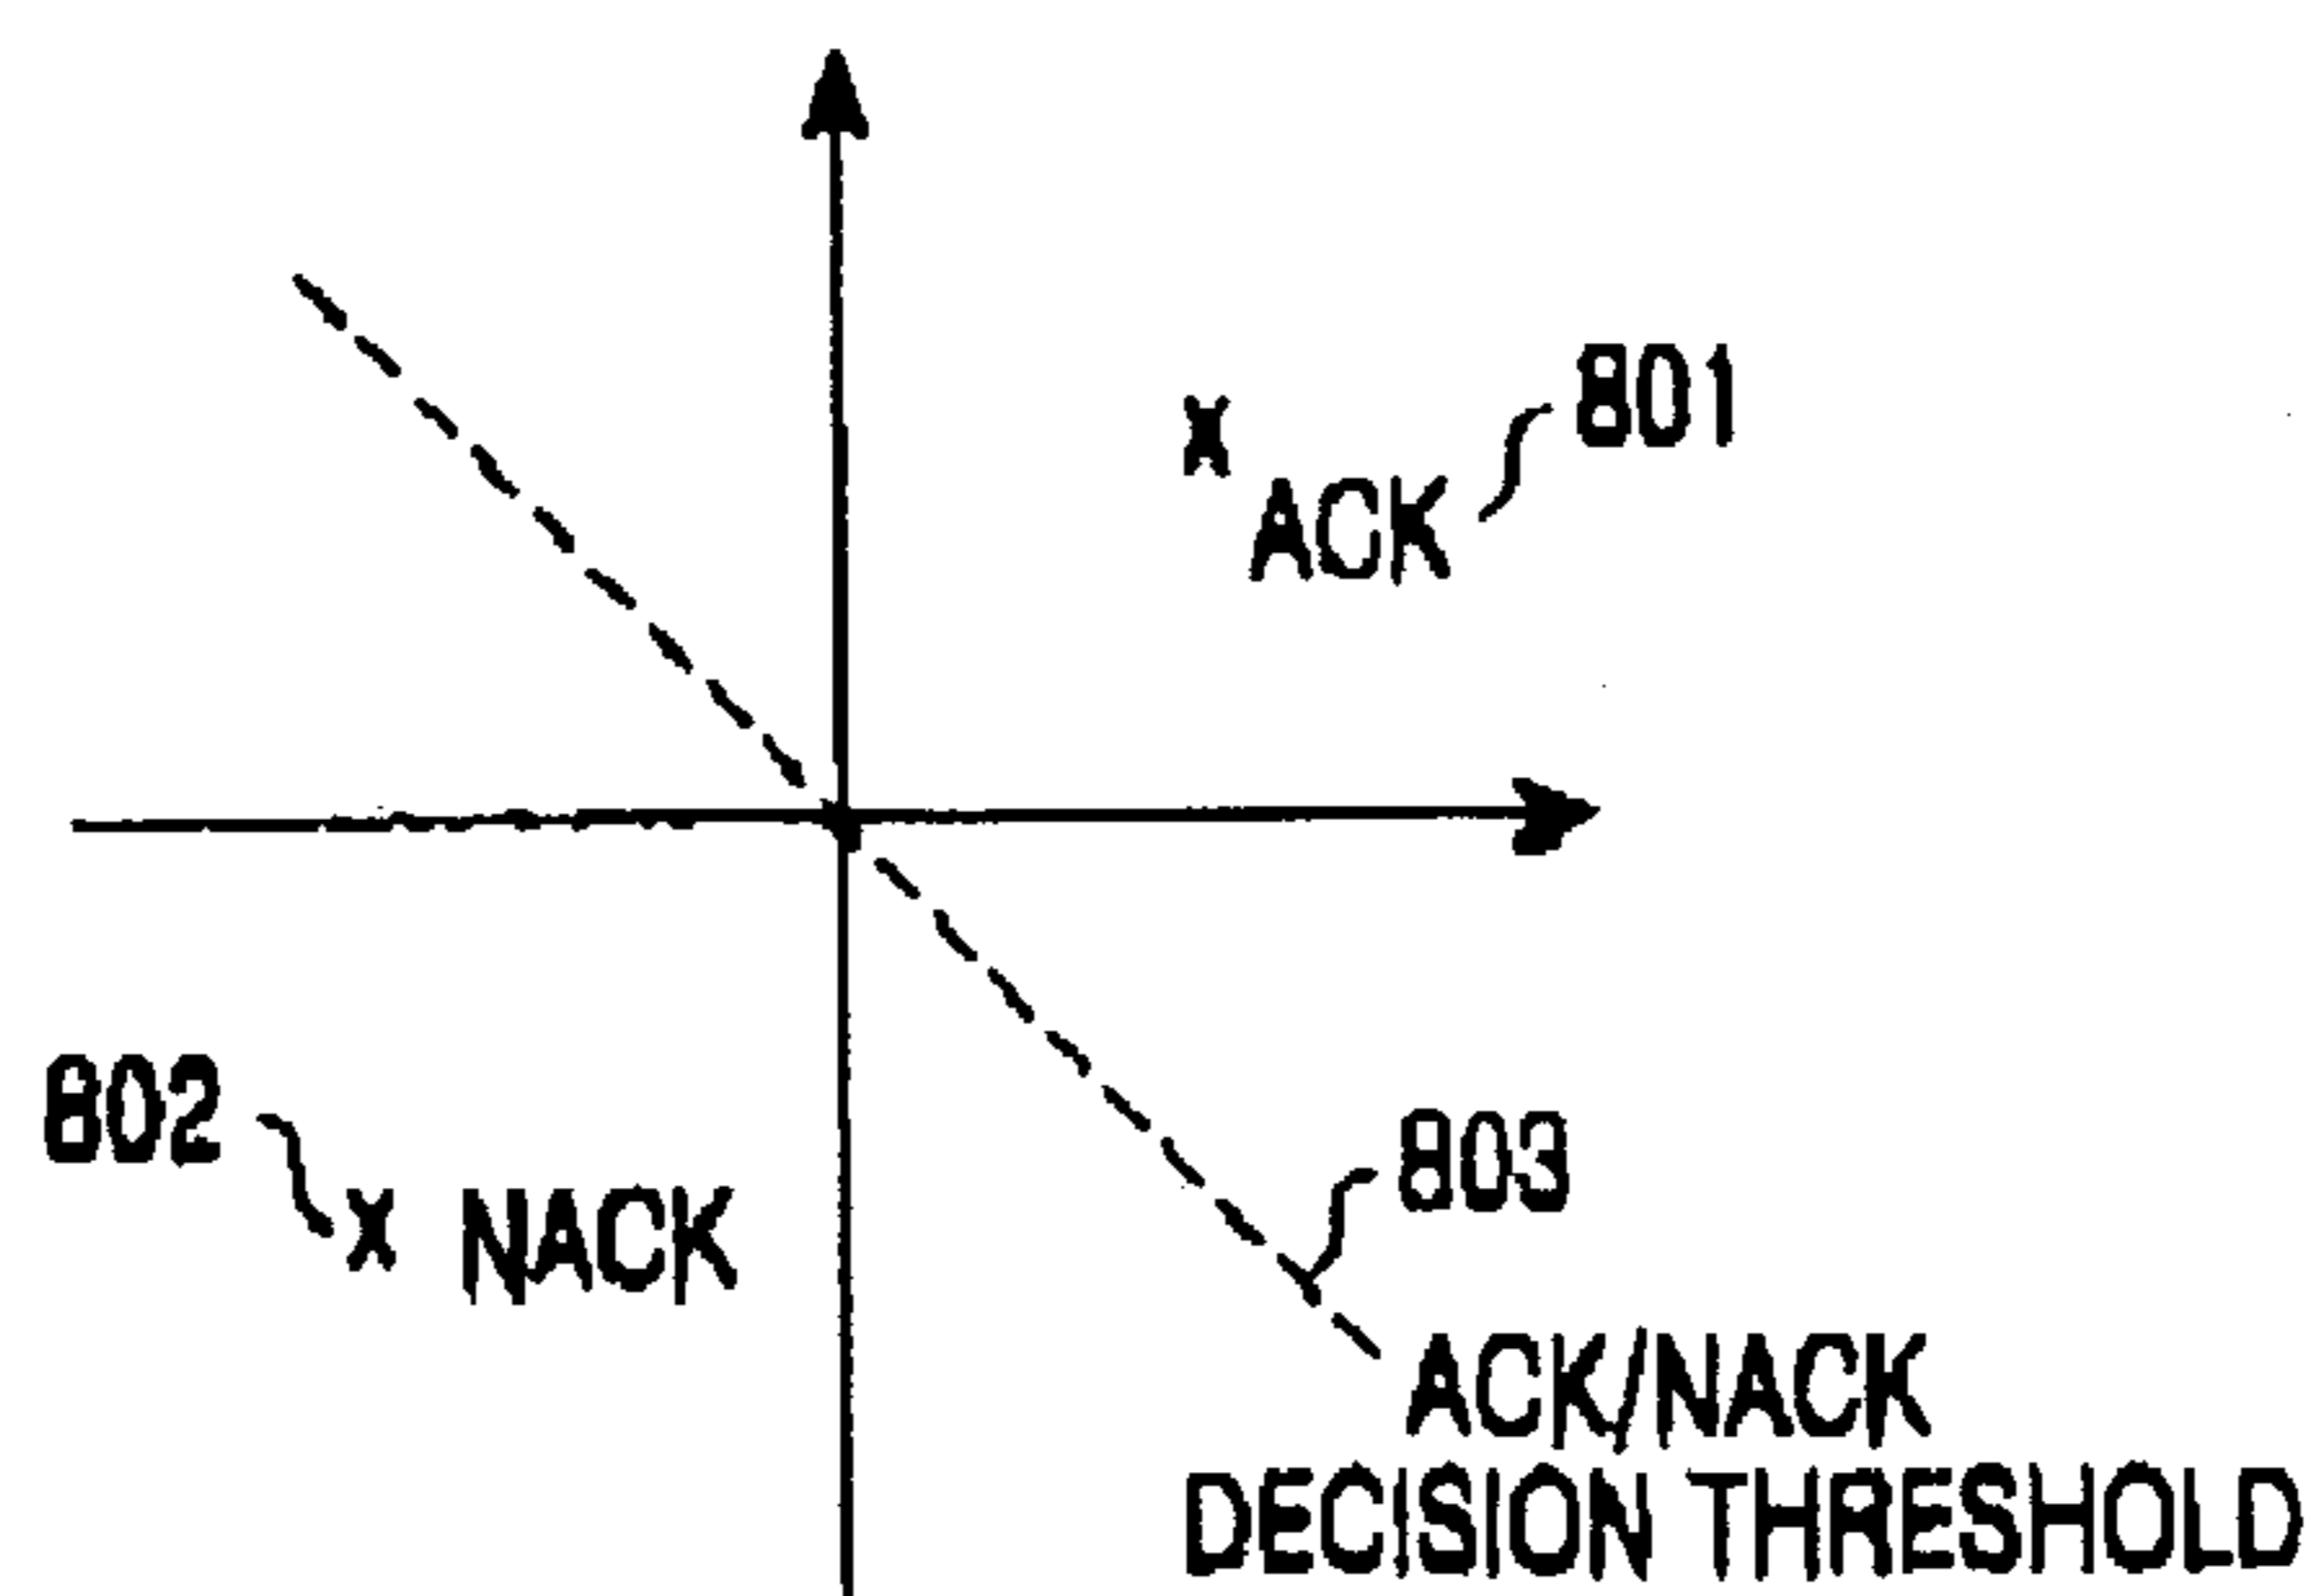 801
X
ACK
802
X NACK
803
ACK/NACK
DECISION THRESHOLD